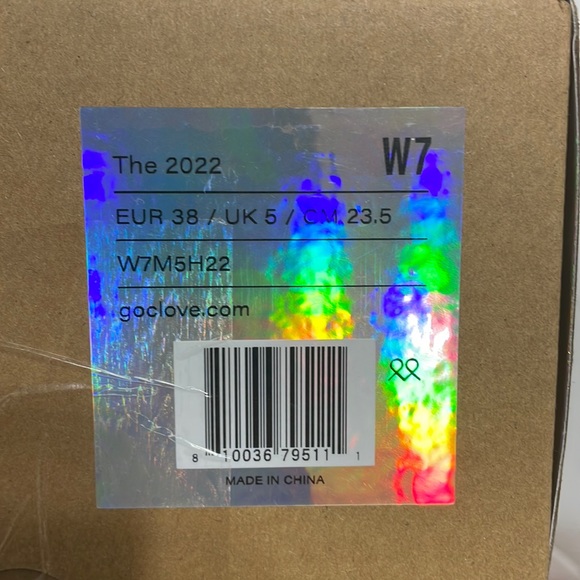 The 2022 W7
EUR 38 / UK 5 / CM 23.5
W7M5H22
goclove.com
8 10036 79511 1
MADE IN CHINA